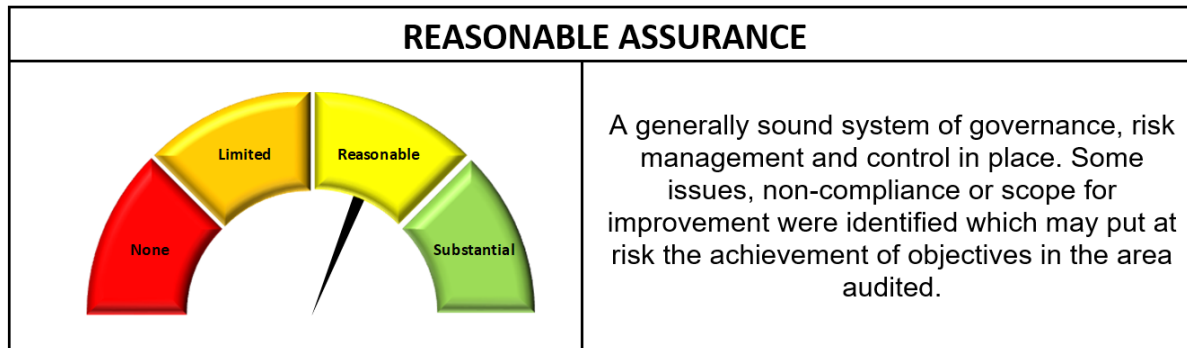 REASONABLE ASSURANCE
Limited
Reasonable
None
Substantial
A generally sound system of governance, risk
management and control in place. Some
issues, non-compliance or scope for
improvement were identified which may put at
risk the achievement of objectives in the area
audited.